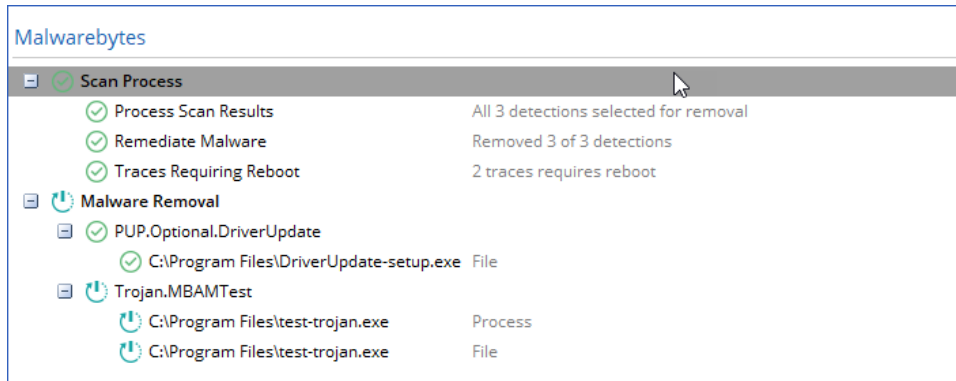 Malwarebytes
Scan Process
Process Scan Results All 3 detections selected for removal
Remediate Malware Removed 3 of 3 detections
Traces Requiring Reboot 2 traces requires reboot
Malware Removal
PUP.Optional.DriverUpdate
C:\Program Files\DriverUpdate-setup.exe File
Trojan.MBAMTest
C:\Program Files\test-trojan.exe Process
C:\Program Files\test-trojan.exe File